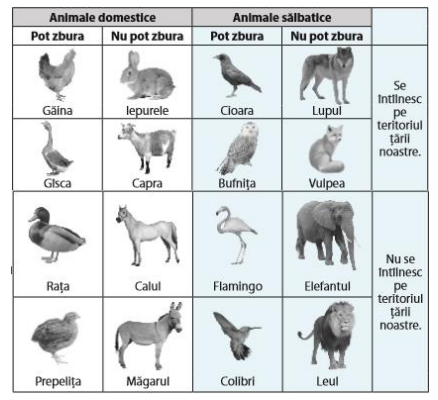 Animale domestice Animale sălbatice
Pot zbura Nu pot zbura Pot zbura Nu pot zbura
Găina Iepurele Cioara Lupul
Gîsca Capra Bufnița Vulpea
Se
întîlnesc
pe
teritoriul
țării
noastre.
Rața Calul Flamingo Elefantul
Prepelița Măgarul Colibri Leul
Nu se
întîlnesc
pe
teritoriul
țării
noastre.